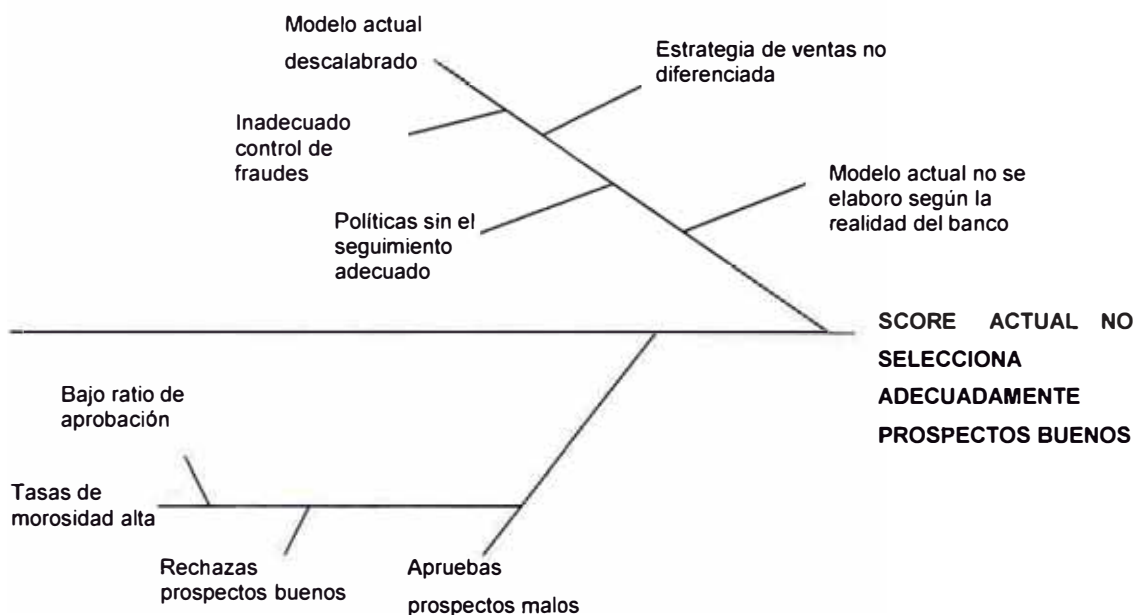 Modelo actual
descalabrado
Estrategia de ventas no
diferenciada
Inadecuado
control de
fraudes
Modelo actual no se
elaboro según la
realidad del banco
Políticas sin el
seguimiento
adecuado
SCORE ACTUAL NO
SELECCIONA
ADECUADAMENTE
PROSPECTOS BUENOS
Bajo ratio de
aprobación
Tasas de
morosidad alta
Rechazas
prospectos buenos
Apruebas
prospectos malos